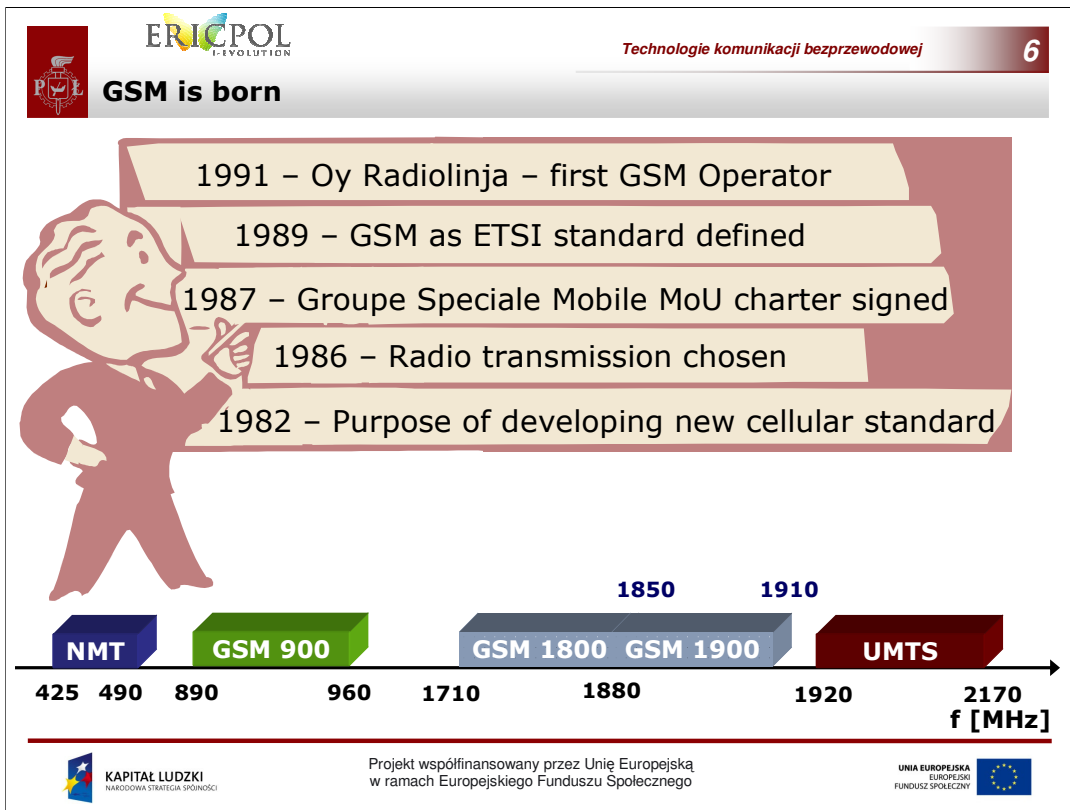 ERICPOL
I-EVOLUTION
Technologie komunikacji bezprzewodowej
6
P Ł
GSM is born
1991 – Oy Radiolinja – first GSM Operator
1989 – GSM as ETSI standard defined
1987 – Groupe Speciale Mobile MoU charter signed
1986 – Radio transmission chosen
1982 – Purpose of developing new cellular standard
1850 1910
NMT GSM 900 GSM 1800 GSM 1900 UMTS
425 490 890 960 1710 1880 1920 2170
f [MHz]
KAPITAŁ LUDZKI
NARODOWA STRATEGIA SPÓJNOŚCI
Projekt współfinansowany przez Unię Europejską
w ramach Europejskiego Funduszu Społecznego
UNIA EUROPEJSKA
EUROPEJSKI
FUNDUSZ SPOŁECZNY